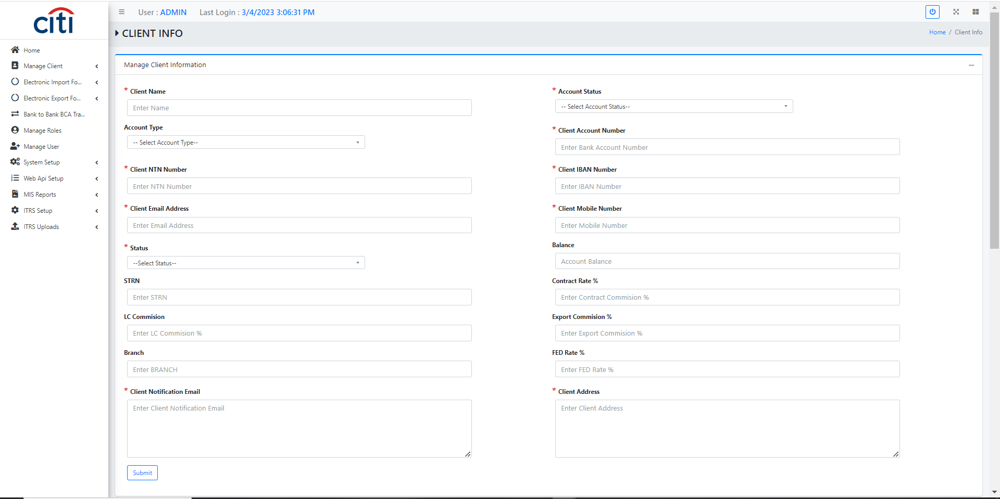 citi
User : ADMIN
Last Login : 3/4/2023 3:06:31 PM
CLIENT INFO
Home / Client Info
Home
Manage Client
Electronic Import Fo...
Electronic Export Fo...
Bank to Bank BCA Tra...
Manage Roles
Manage User
System Setup
Web Api Setup
MIS Reports
ITRS Setup
ITRS Uploads
Manage Client Information
* Client Name
Enter Name
* Account Status
-- Select Account Status--
Account Type
-- Select Account Type--
* Client Account Number
Enter Bank Account Number
* Client NTN Number
Enter NTN Number
* Client IBAN Number
Enter IBAN Number
* Client Email Address
Enter Email Address
* Client Mobile Number
Enter Mobile Number
* Status
--Select Status--
Balance
Account Balance
STRN
Enter STRN
Contract Rate %
Enter Contract Commision %
LC Commision
Enter LC Commision %
Export Commision %
Enter Export Commision %
Branch
Enter BRANCH
FED Rate %
Enter FED Rate %
* Client Notification Email
Enter Client Notification Email
* Client Address
Enter Client Address
Submit